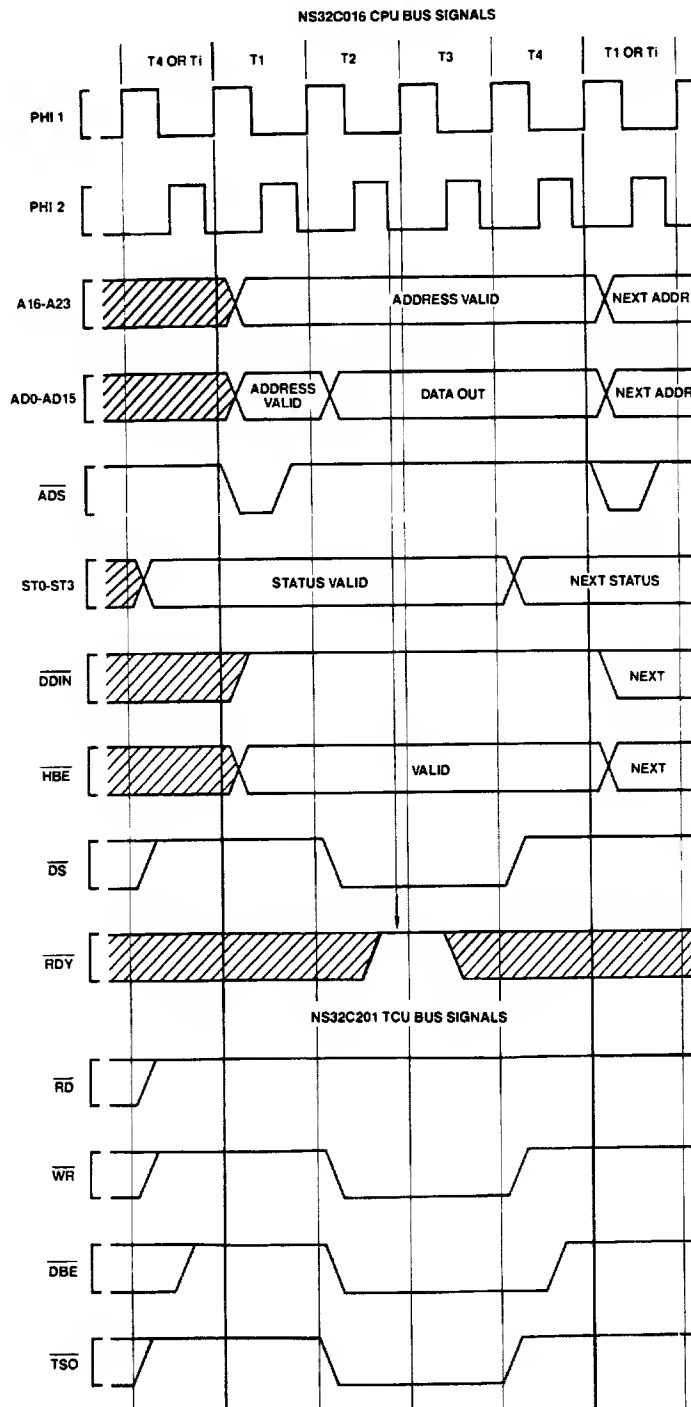 NS32C016 CPU BUS SIGNALS
T4 OR Ti T1 T2 T3 T4 T1 OR Ti
PHI 1
PHI 2
A16-A23 ADDRESS VALID NEXT ADDR
AD0-AD15 ADDRESS VALID DATA OUT NEXT ADDR
ADS
ST0-ST3 STATUS VALID NEXT STATUS
DDIN NEXT
HBE VALID NEXT
DS
RDY
NS32C201 TCU BUS SIGNALS
RD
WR
DBE
TSO